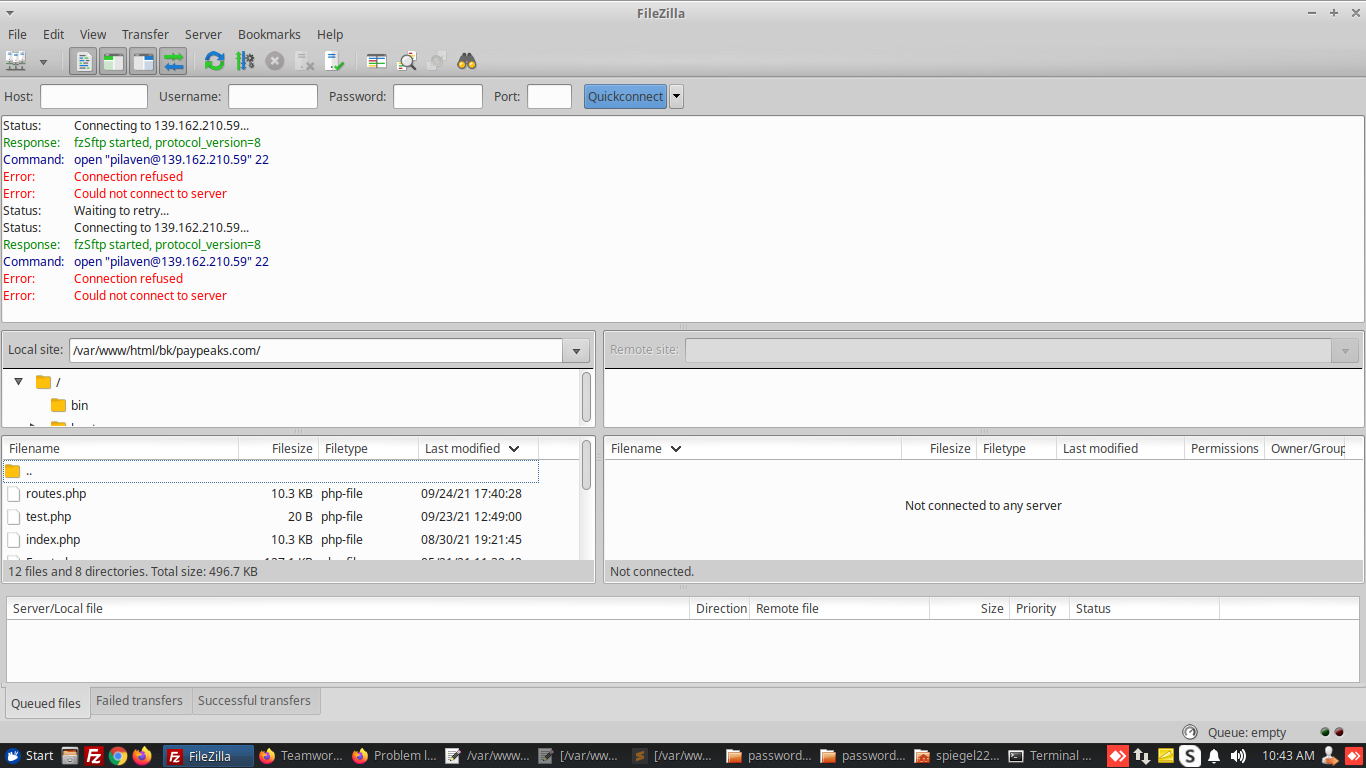 FileZilla
File Edit View Transfer Server Bookmarks Help
Host: Username: Password: Port: Quickconnect
Status: Connecting to 139.162.210.59...
Response: fzSftp started, protocol_version=8
Command: open "pilaven@139.162.210.59" 22
Error: Connection refused
Error: Could not connect to server
Status: Waiting to retry...
Status: Connecting to 139.162.210.59...
Response: fzSftp started, protocol_version=8
Command: open "pilaven@139.162.210.59" 22
Error: Connection refused
Error: Could not connect to server
Local site: /var/www/html/bk/paypeaks.com/
/
bin
Filename Filesize Filetype Last modified
..
routes.php 10.3 KB php-file 09/24/21 17:40:28
test.php 20 B php-file 09/23/21 12:49:00
index.php 10.3 KB php-file 08/30/21 19:21:45
12 files and 8 directories. Total size: 496.7 KB
Remote site:
Filename Filesize Filetype Last modified Permissions Owner/Group
Not connected to any server
Not connected.
Server/Local file Direction Remote file Size Priority Status
Queued files Failed transfers Successful transfers
Queue: empty
Start FileZilla Teamwor... Problem l... /var/www... [/var/ww... [/var/ww... password... password... spiegel22... Terminal ... S 10:43 AM